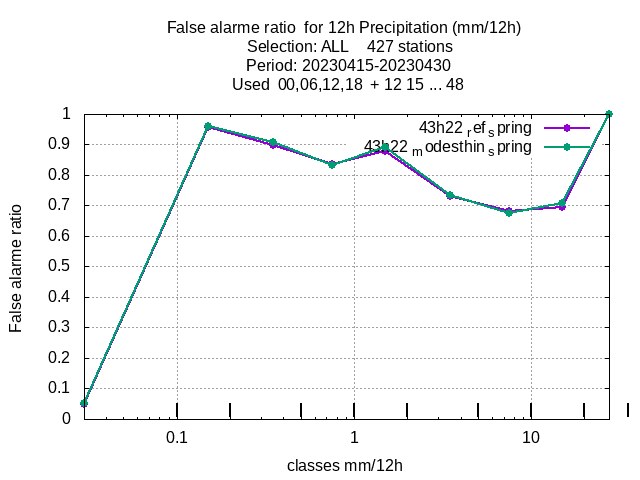 False alarme ratio  for 12h Precipitation (mm/12h)
Selection: ALL    427 stations
Period: 20230415-20230430
Used  00,06,12,18  + 12 15 ... 48
43h22 ref spring
43h22 modesthin spring
1
0.9
0.8
0.7
0.6
0.5
0.4
0.3
0.2
0.1
0
False alarme ratio
0.1 1 10
classes mm/12h